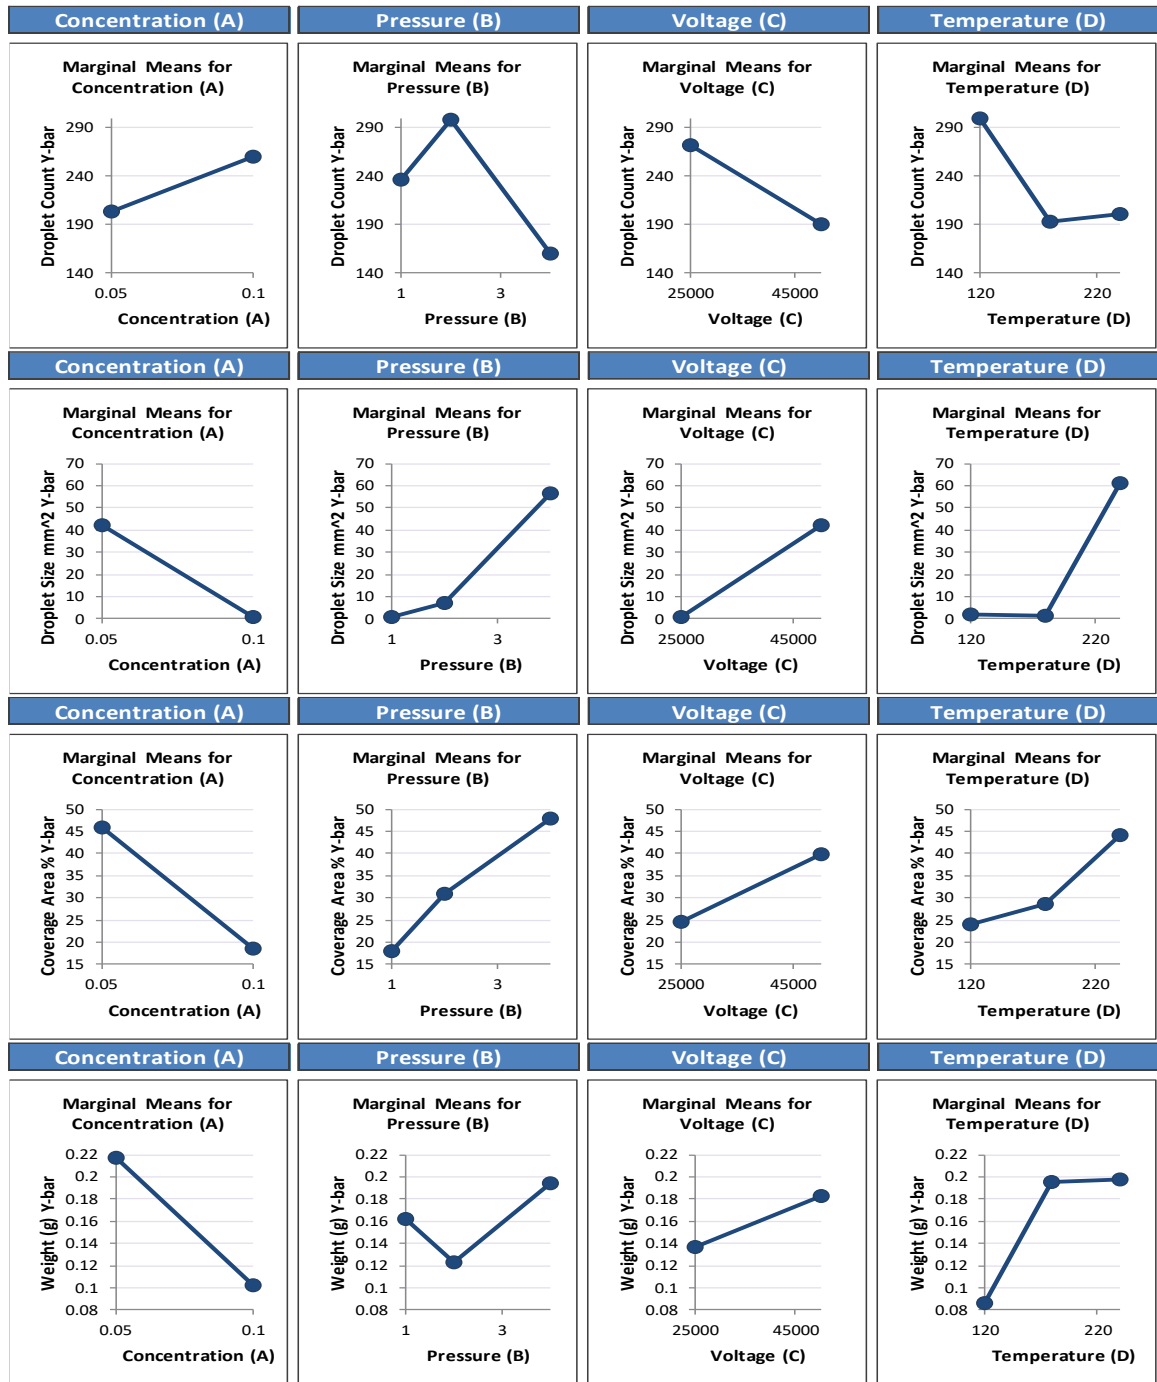 Concentration (A)
Pressure (B)
Voltage (C)
Temperature (D)
Marginal Means for
Concentration (A)
Droplet Count Y-bar
290
240
190
140
0.05
0.1
Concentration (A)
Marginal Means for
Pressure (B)
Droplet Count Y-bar
290
240
190
140
1
3
Pressure (B)
Marginal Means for
Voltage (C)
Droplet Count Y-bar
290
240
190
140
25000
45000
Voltage (C)
Marginal Means for
Temperature (D)
Droplet Count Y-bar
290
240
190
140
120
220
Temperature (D)
Concentration (A)
Pressure (B)
Voltage (C)
Temperature (D)
Marginal Means for
Concentration (A)
Droplet Size mm^2 Y-bar
70
60
50
40
30
20
10
0
0.05
0.1
Concentration (A)
Marginal Means for
Pressure (B)
Droplet Size mm^2 Y-bar
70
60
50
40
30
20
10
0
1
3
Pressure (B)
Marginal Means for
Voltage (C)
Droplet Size mm^2 Y-bar
70
60
50
40
30
20
10
0
25000
45000
Voltage (C)
Marginal Means for
Temperature (D)
Droplet Size mm^2 Y-bar
70
60
50
40
30
20
10
0
120
220
Temperature (D)
Concentration (A)
Pressure (B)
Voltage (C)
Temperature (D)
Marginal Means for
Concentration (A)
Coverage Area % Y-bar
50
45
40
35
30
25
20
15
0.05
0.1
Concentration (A)
Marginal Means for
Pressure (B)
Coverage Area % Y-bar
50
45
40
35
30
25
20
15
1
3
Pressure (B)
Marginal Means for
Voltage (C)
Coverage Area % Y-bar
50
45
40
35
30
25
20
15
25000
45000
Voltage (C)
Marginal Means for
Temperature (D)
Coverage Area % Y-bar
50
45
40
35
30
25
20
15
120
220
Temperature (D)
Concentration (A)
Pressure (B)
Voltage (C)
Temperature (D)
Marginal Means for
Concentration (A)
Weight (g) Y-bar
0.22
0.2
0.18
0.16
0.14
0.12
0.1
0.08
0.05
0.1
Concentration (A)
Marginal Means for
Pressure (B)
Weight (g) Y-bar
0.22
0.2
0.18
0.16
0.14
0.12
0.1
0.08
1
3
Pressure (B)
Marginal Means for
Voltage (C)
Weight (g) Y-bar
0.22
0.2
0.18
0.16
0.14
0.12
0.1
0.08
25000
45000
Voltage (C)
Marginal Means for
Temperature (D)
Weight (g) Y-bar
0.22
0.2
0.18
0.16
0.14
0.12
0.1
0.08
120
220
Temperature (D)